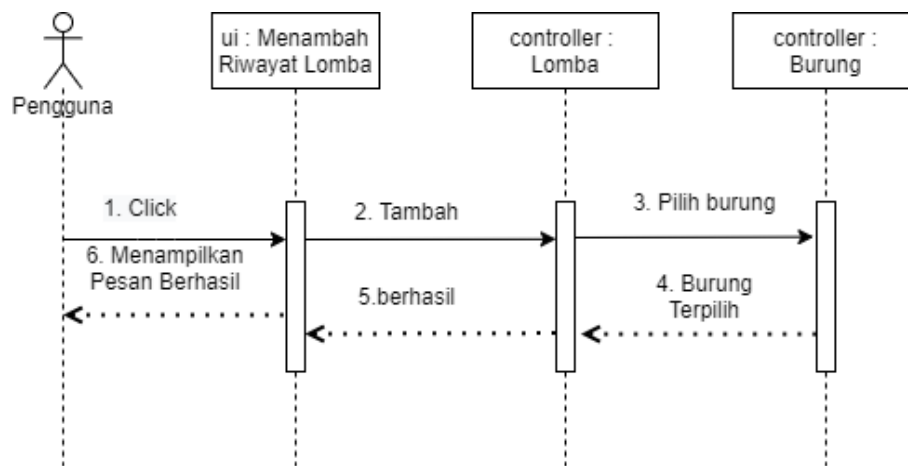 ui : Menambah
Riwayat Lomba
controller :
Lomba
controller :
Burung
Pengguna
1. Click
2. Tambah
3. Pilih burung
6. Menampilkan
Pesan Berhasil
5.berhasil
4. Burung
Terpilih